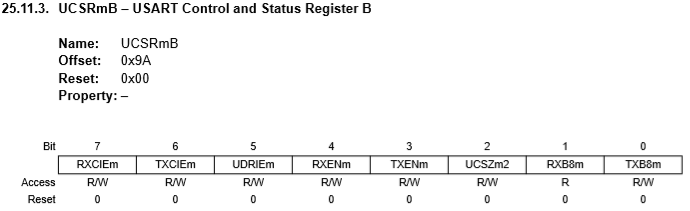 25.11.3. UCSRmB – USART Control and Status Register B
Name: UCSRmB
Offset: 0x9A
Reset: 0x00
Property: –
Bit 7 6 5 4 3 2 1 0
RXCIEm TXCIEm UDRIEm RXENm TXENm UCSZm2 RXB8m TXB8m
Access R/W R/W R/W R/W R/W R/W R R/W
Reset 0 0 0 0 0 0 0 0